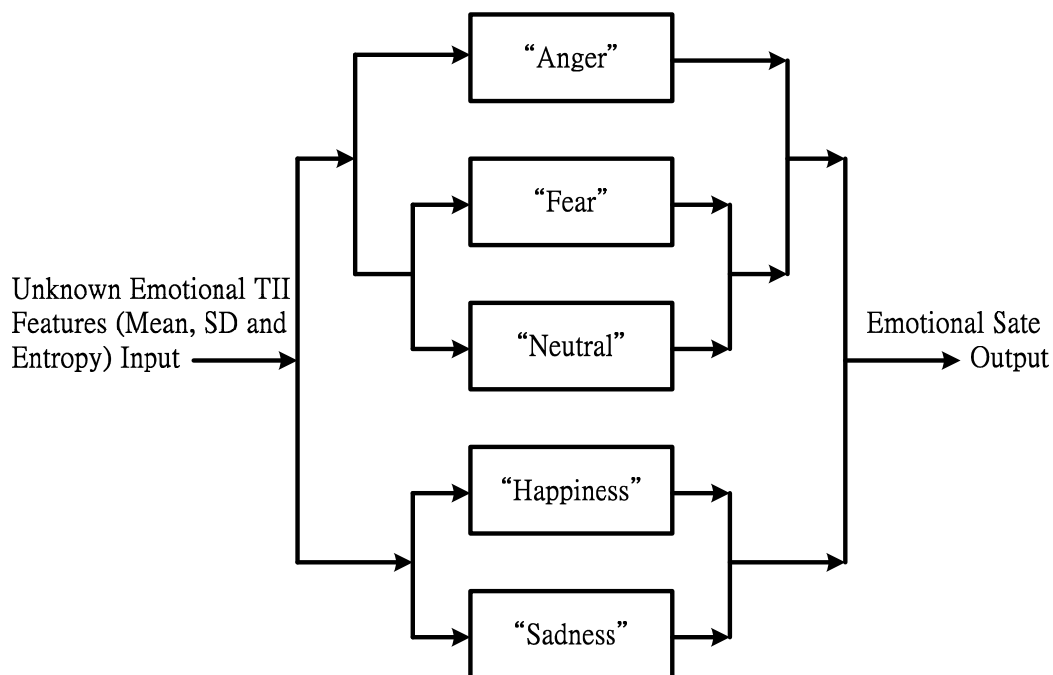 “Anger”
“Fear”
Unknown Emotional TII
Features (Mean, SD and
Entropy) Input
“Neutral”
Emotional Sate
Output
“Happiness”
“Sadness”